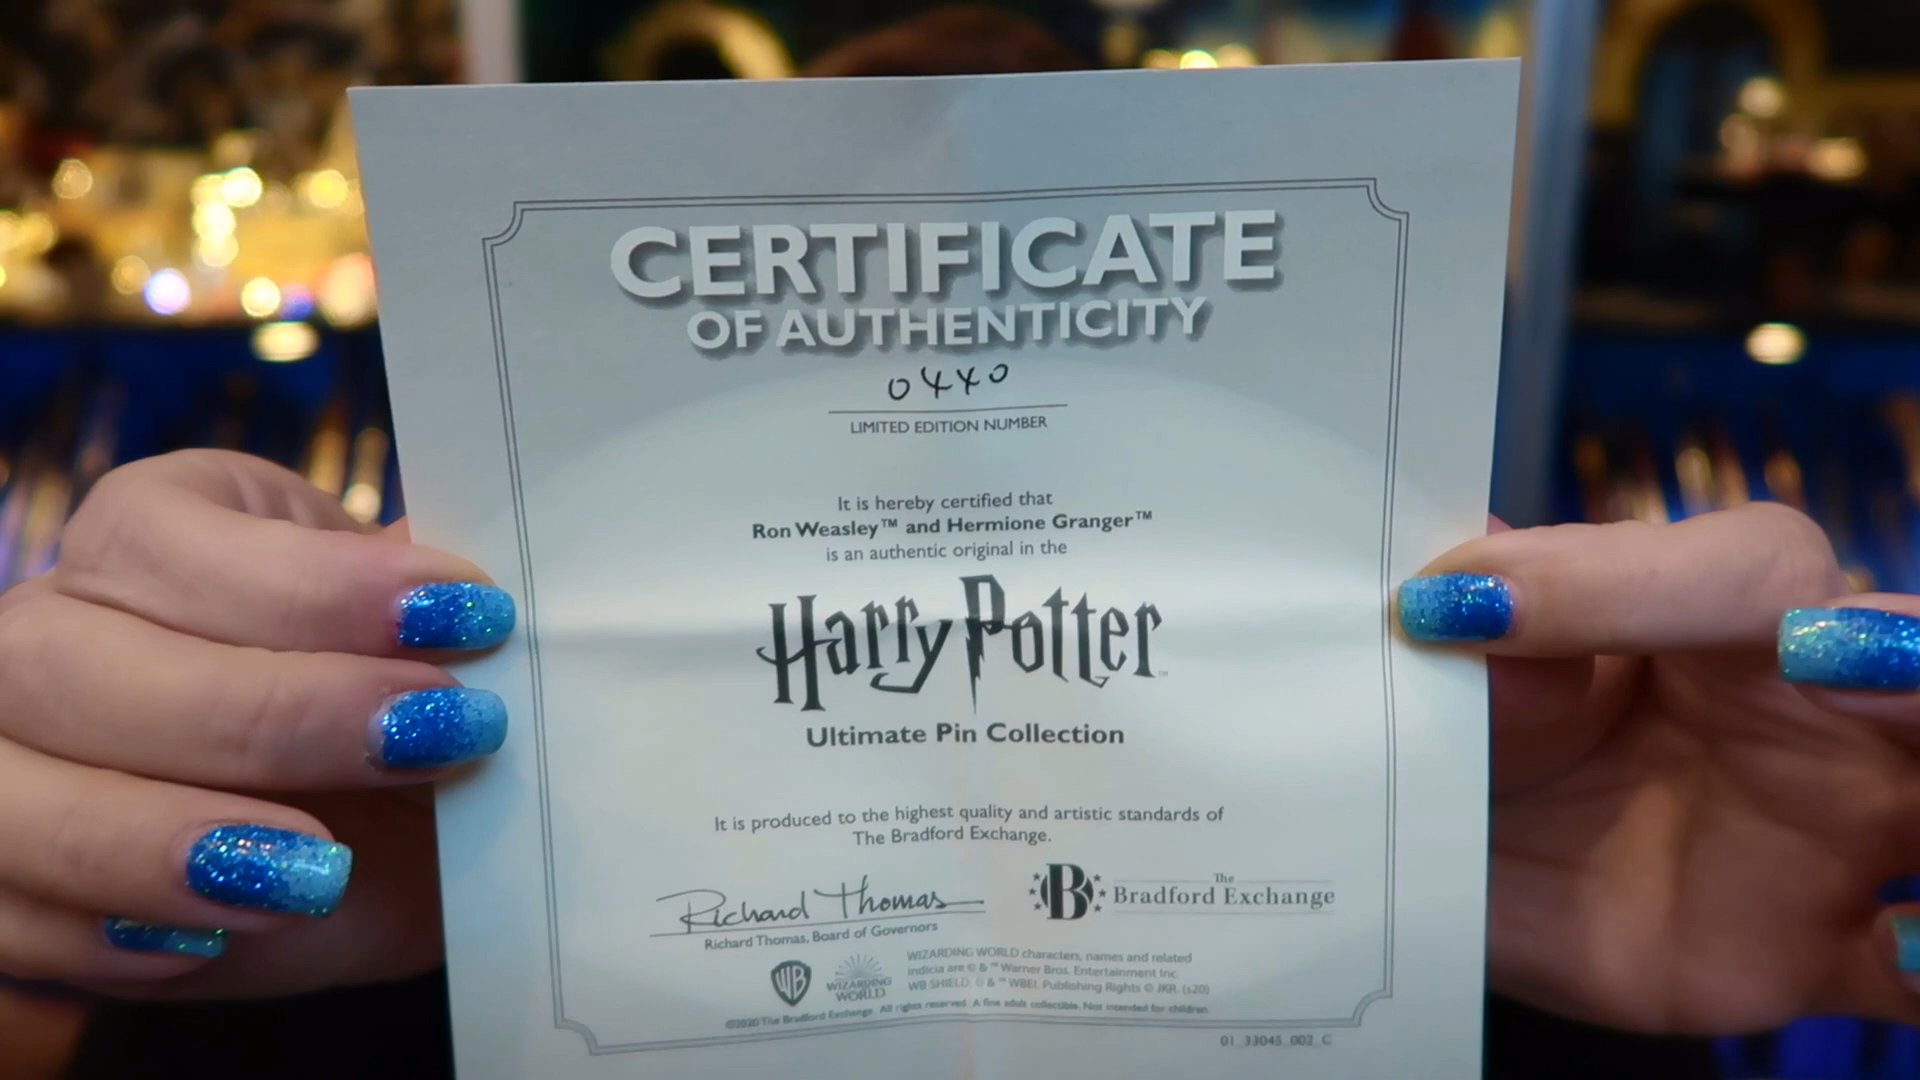 CERTIFICATE
OF AUTHENTICITY
0440
LIMITED EDITION NUMBER
It is hereby certified that
Ron Weasley™ and Hermione Granger™
is an authentic original in the
Harry Potter™
Ultimate Pin Collection
It is produced to the highest quality and artistic standards of
The Bradford Exchange.
Richard Thomas
Richard Thomas, Board of Governors
B
The
Bradford Exchange
WB
WIZARDING
WORLD
WIZARDING WORLD characters, names and related
indicia are © & ™ Warner Bros. Entertainment Inc.
WB SHIELD: © & ™ WBEI. Publishing Rights © JKR. (s20)
©2020 The Bradford Exchange. All rights reserved. A fine adult collectible. Not intended for children.
01_33045_002_C